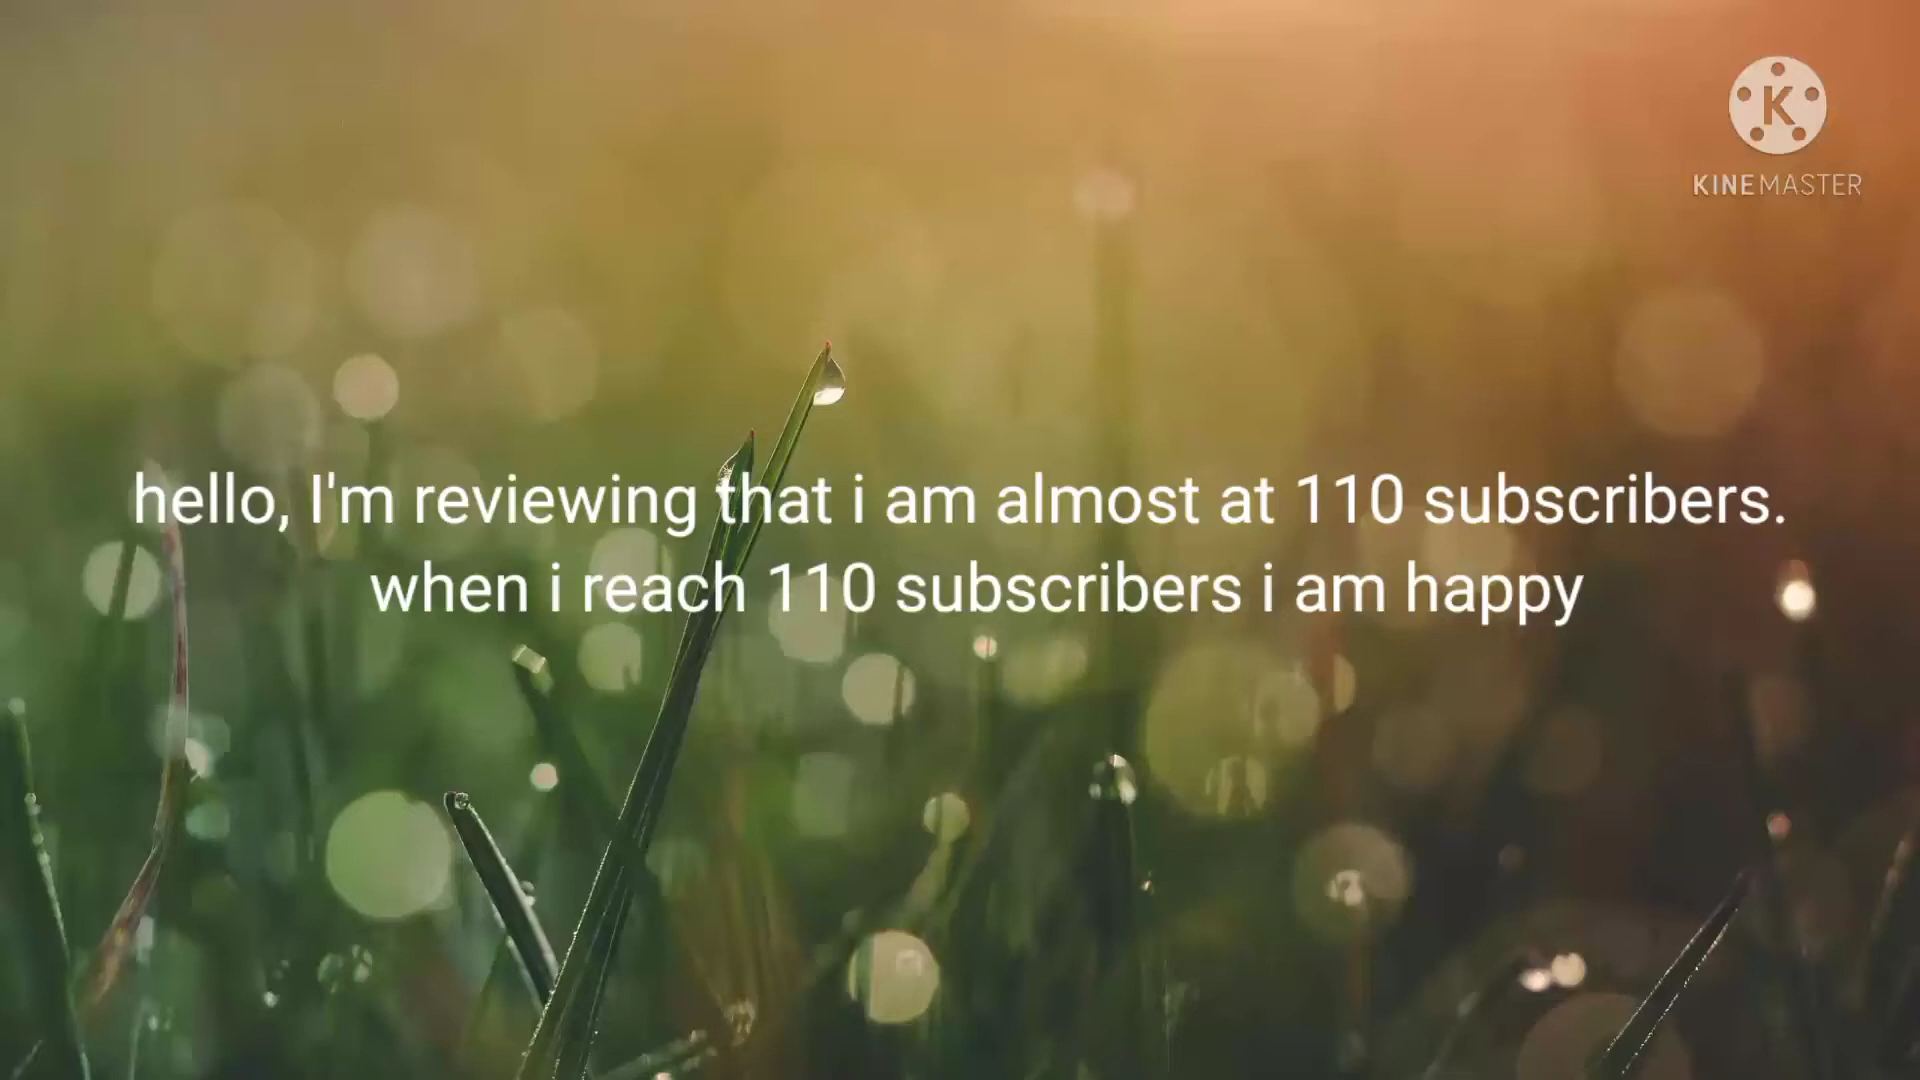 K
KINEMASTER
hello, I'm reviewing that i am almost at 110 subscribers.
when i reach 110 subscribers i am happy